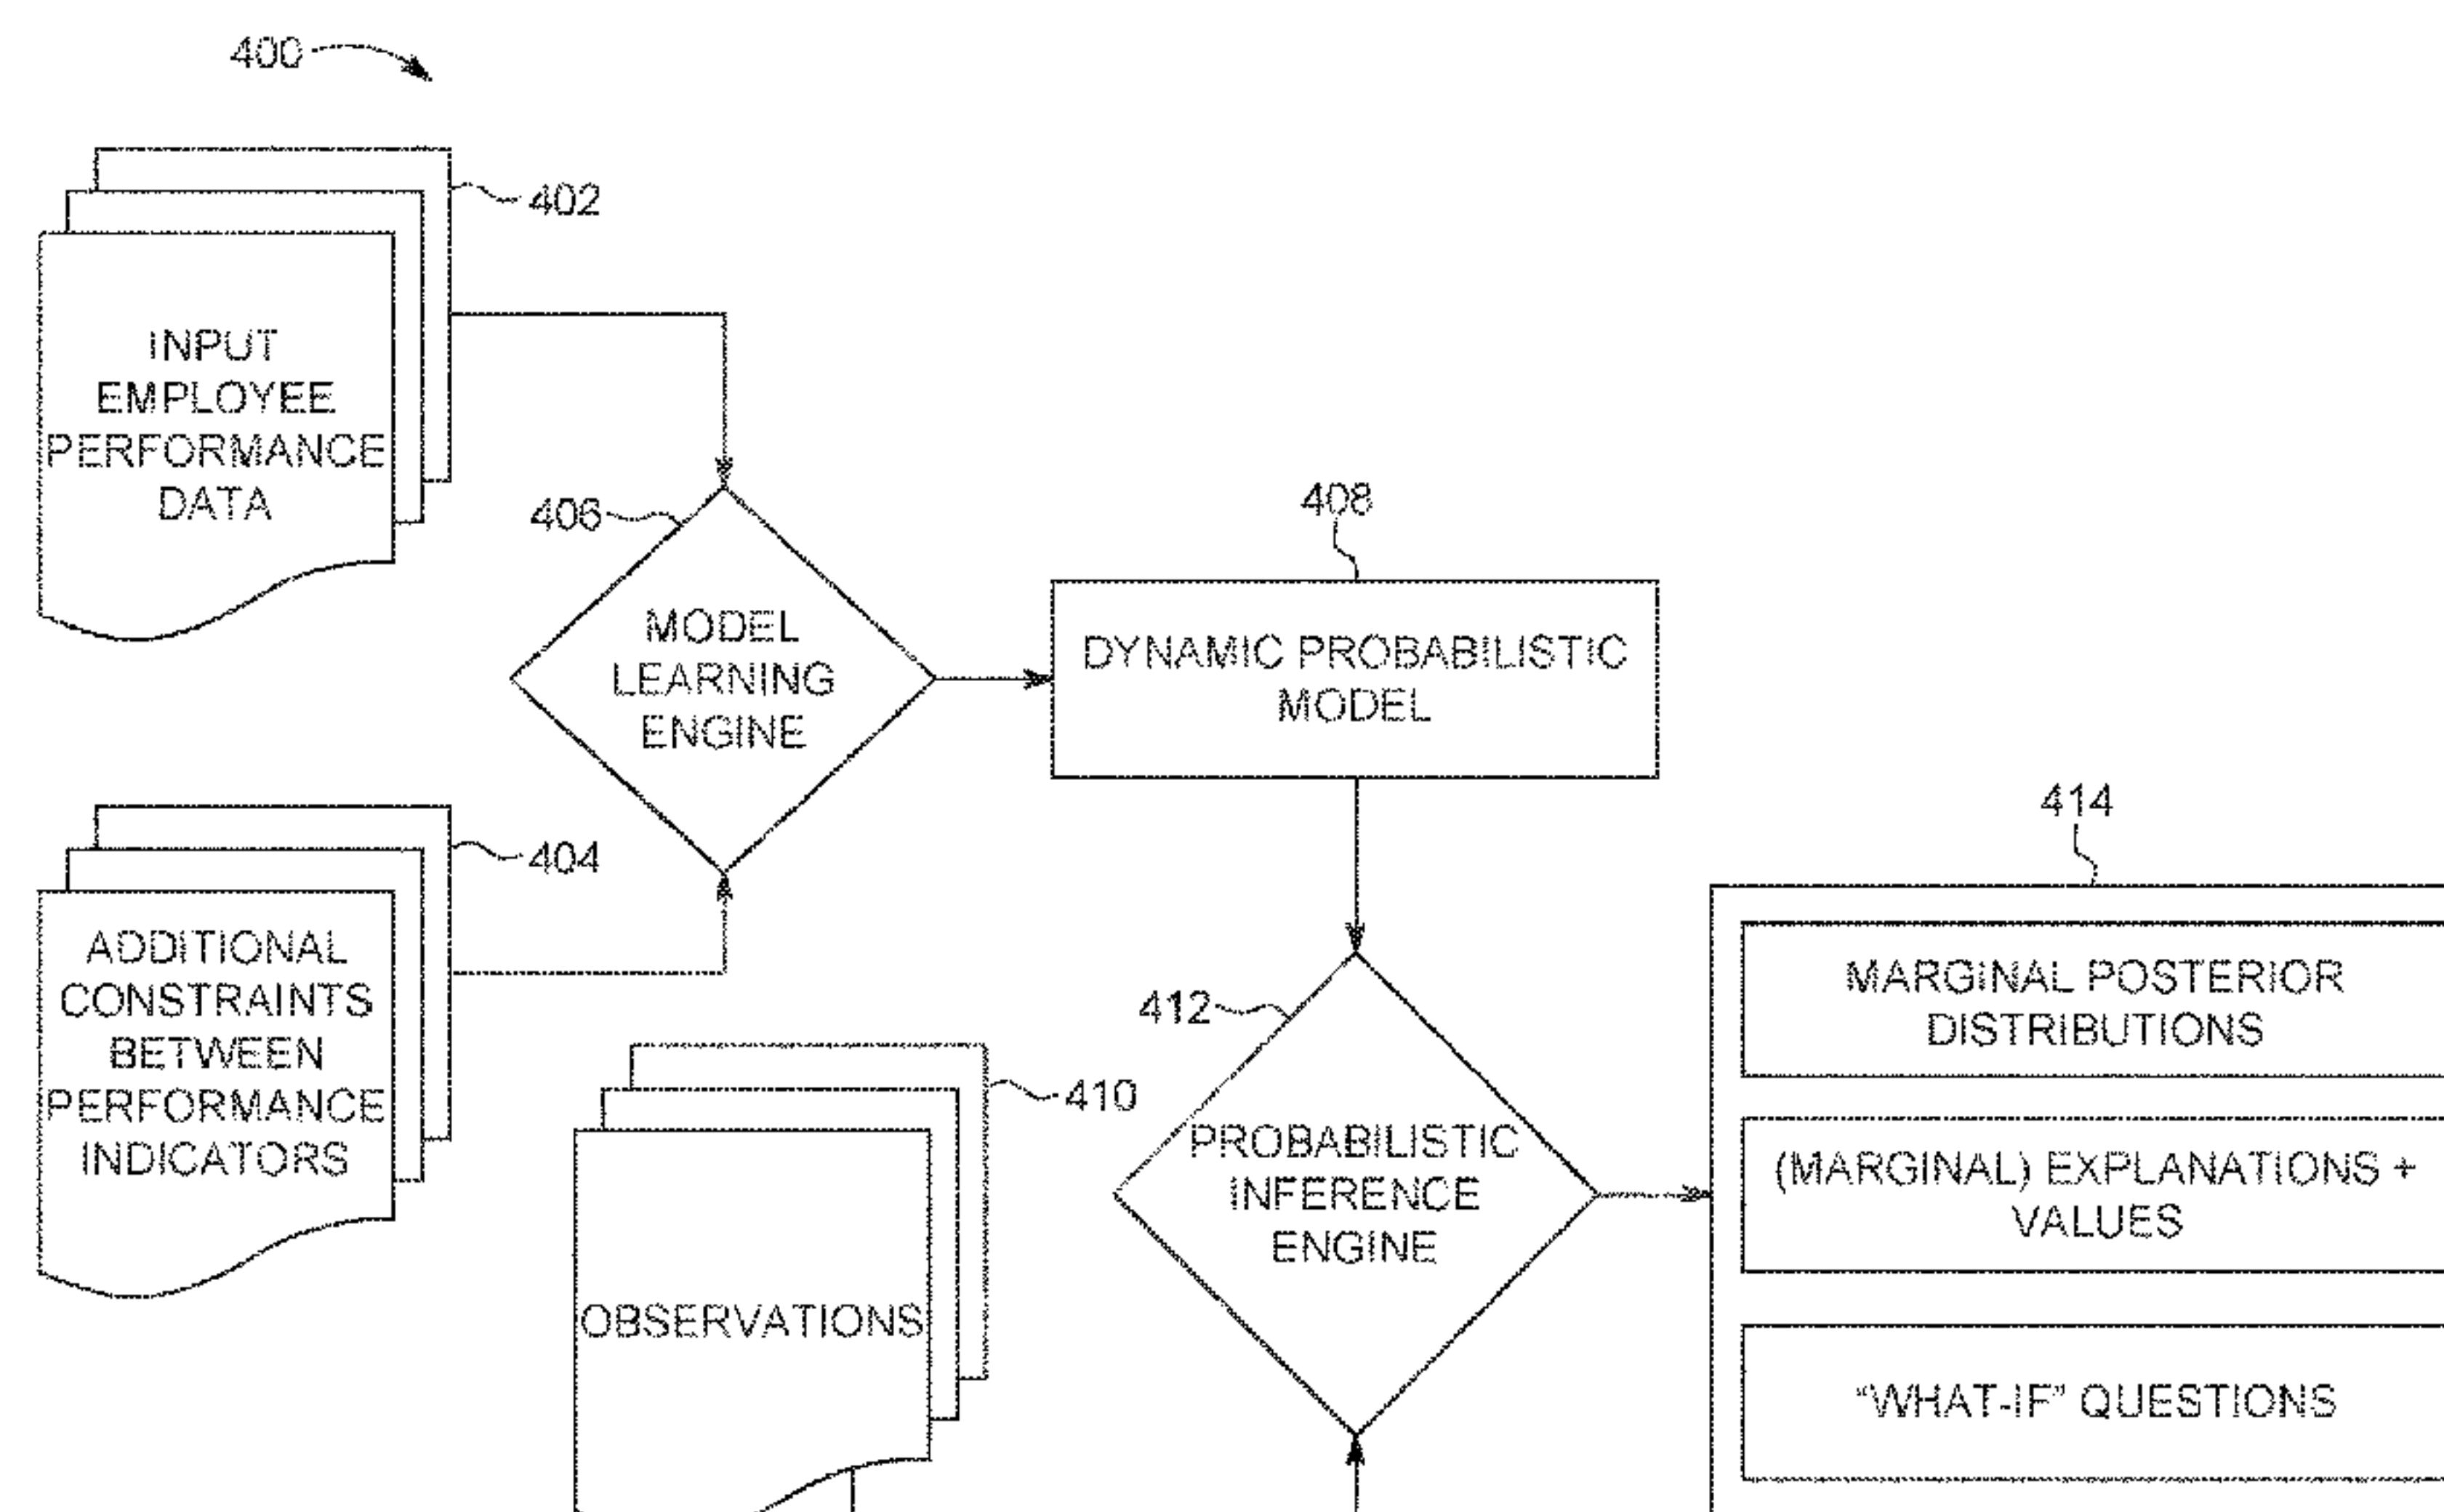 400
402
INPUT
EMPLOYEE
PERFORMANCE
DATA
406
MODEL
LEARNING
ENGINE
408
DYNAMIC PROBABILISTIC
MODEL
404
ADDITIONAL
CONSTRAINTS
BETWEEN
PERFORMANCE
INDICATORS
410
OBSERVATIONS
412
PROBABILISTIC
INFERENCE
ENGINE
414
MARGINAL POSTERIOR
DISTRIBUTIONS
(MARGINAL) EXPLANATIONS +
VALUES
“WHAT-IF” QUESTIONS